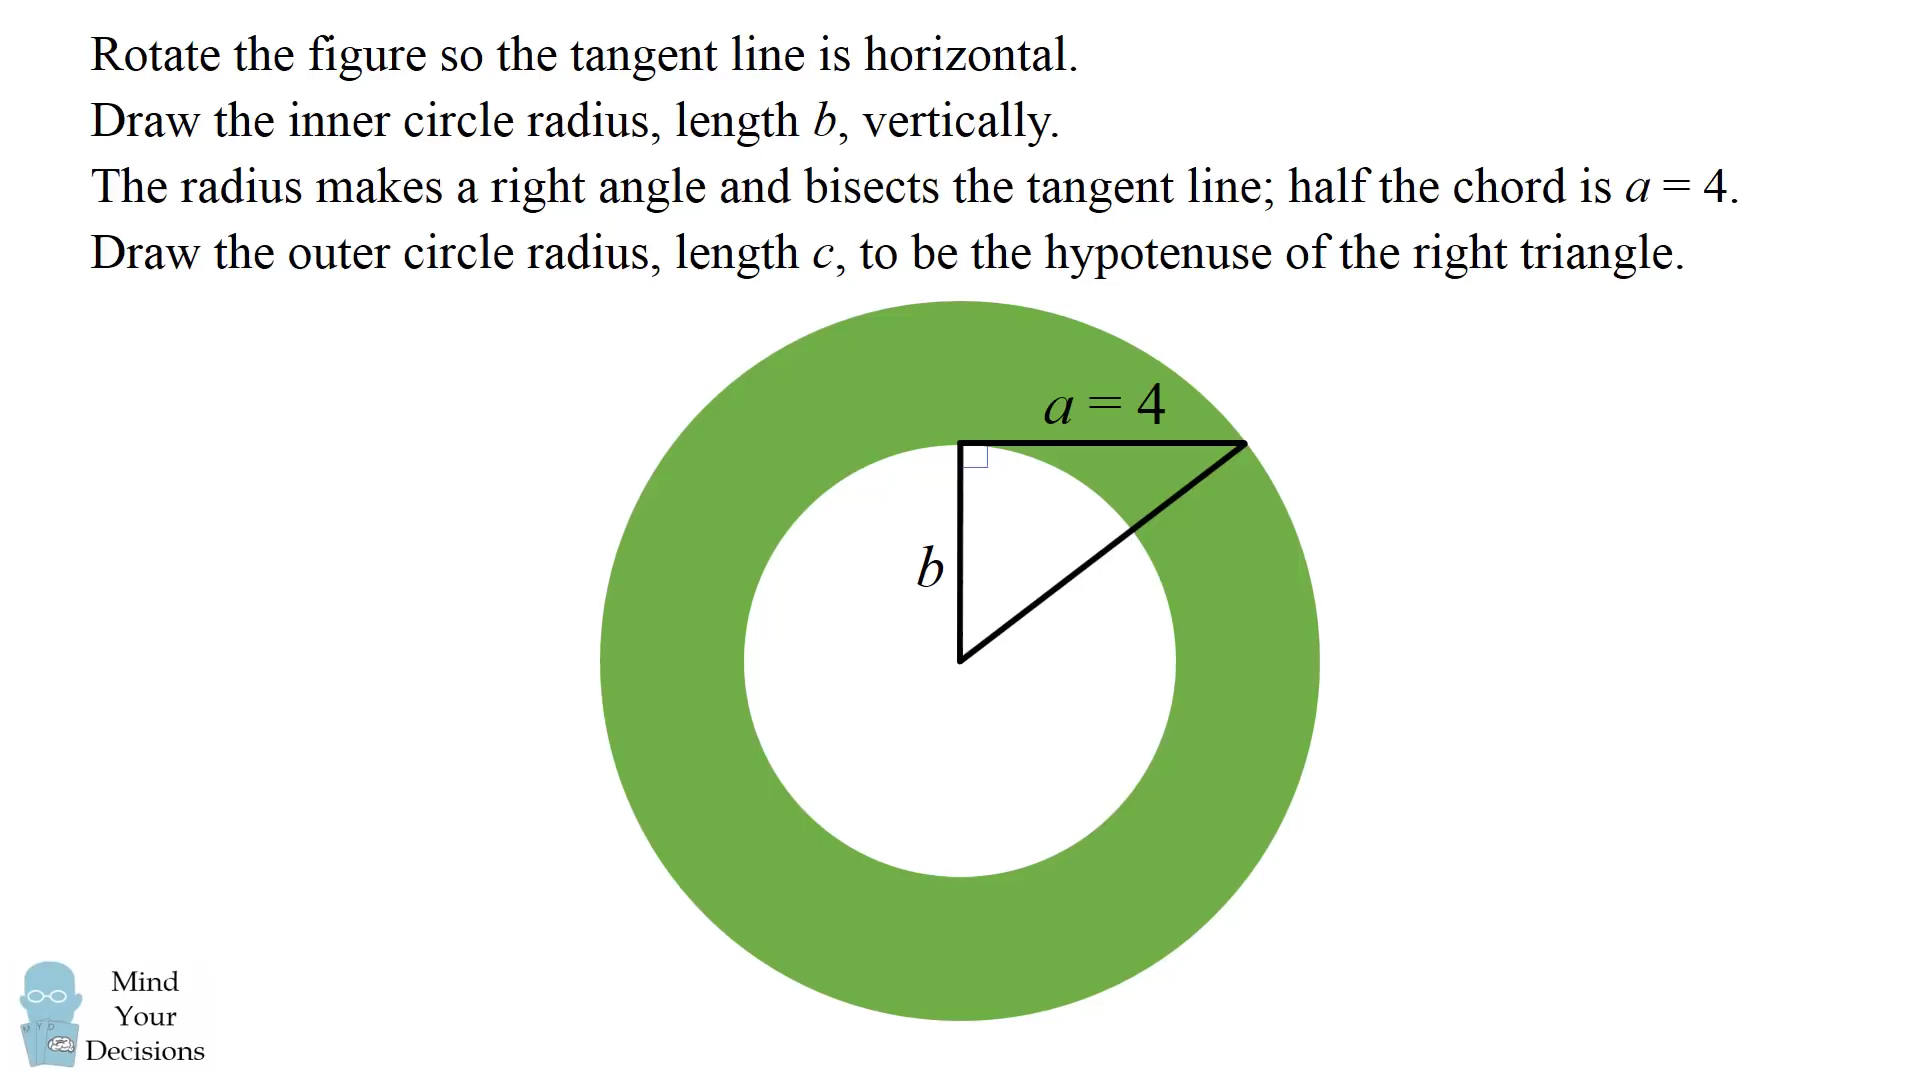 Rotate the figure so the tangent line is horizontal.
Draw the inner circle radius, length b, vertically.
The radius makes a right angle and bisects the tangent line; half the chord is a = 4.
Draw the outer circle radius, length c, to be the hypotenuse of the right triangle.
a = 4
b
Mind
Your
Decisions
M Y D